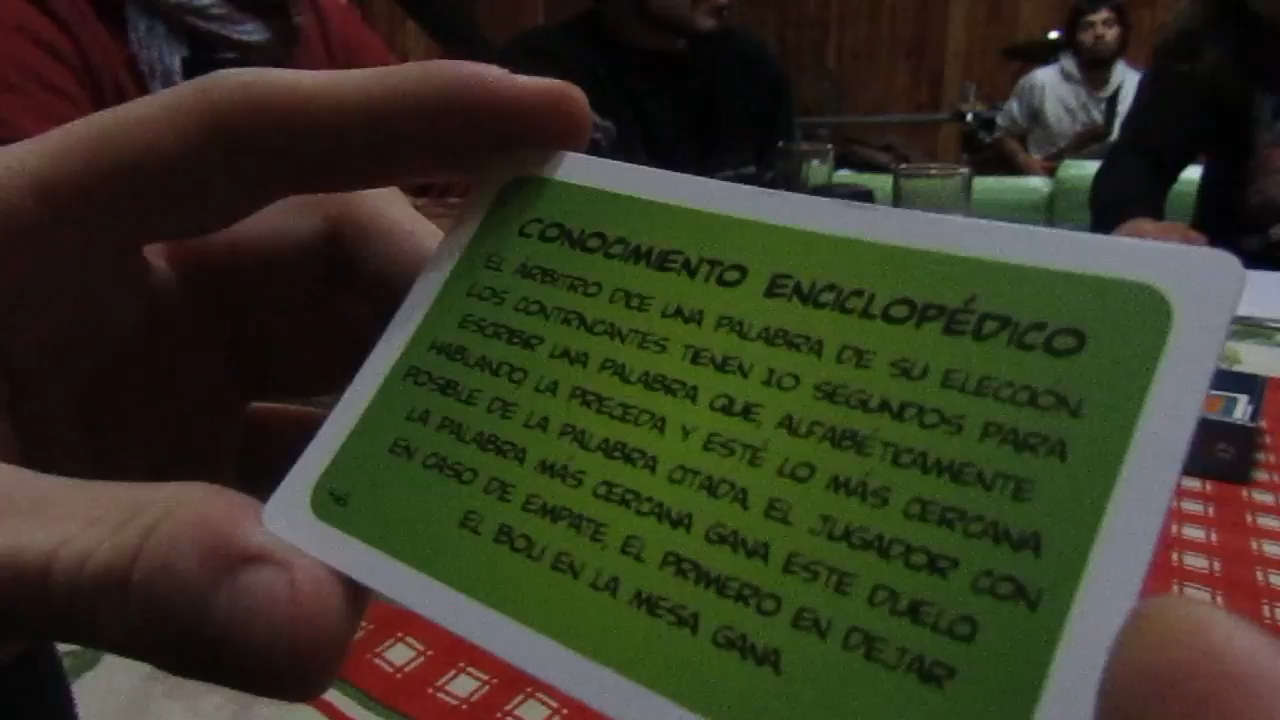 CONOCIMIENTO ENCICLOPÉDICO
EL ÁRBITRO DICE UNA PALABRA DE SU ELECCIÓN.
LOS CONTRINCANTES TIENEN 10 SEGUNDOS PARA
ESCRIBIR UNA PALABRA QUE, ALFABÉTICAMENTE
HABLANDO, LA PRECEDA Y ESTÉ LO MÁS CERCANA
POSIBLE DE LA PALABRA CITADA. EL JUGADOR CON
LA PALABRA MÁS CERCANA GANA ESTE DUELO.
EN CASO DE EMPATE, EL PRIMERO EN DEJAR
EL BOLI EN LA MESA GANA.